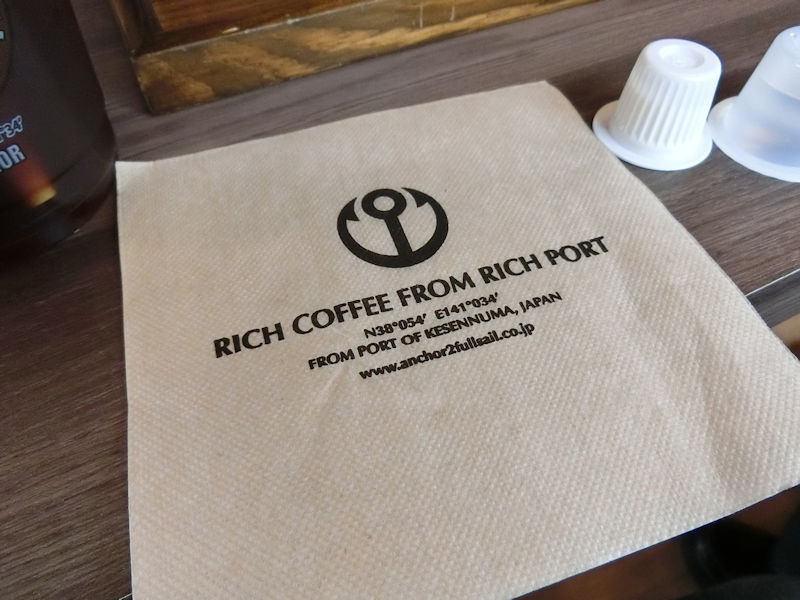 RICH COFFEE FROM RICH PORT
N38°054′ E141°034′
FROM PORT OF KESENNUMA, JAPAN
www.anchor2fullsail.co.jp